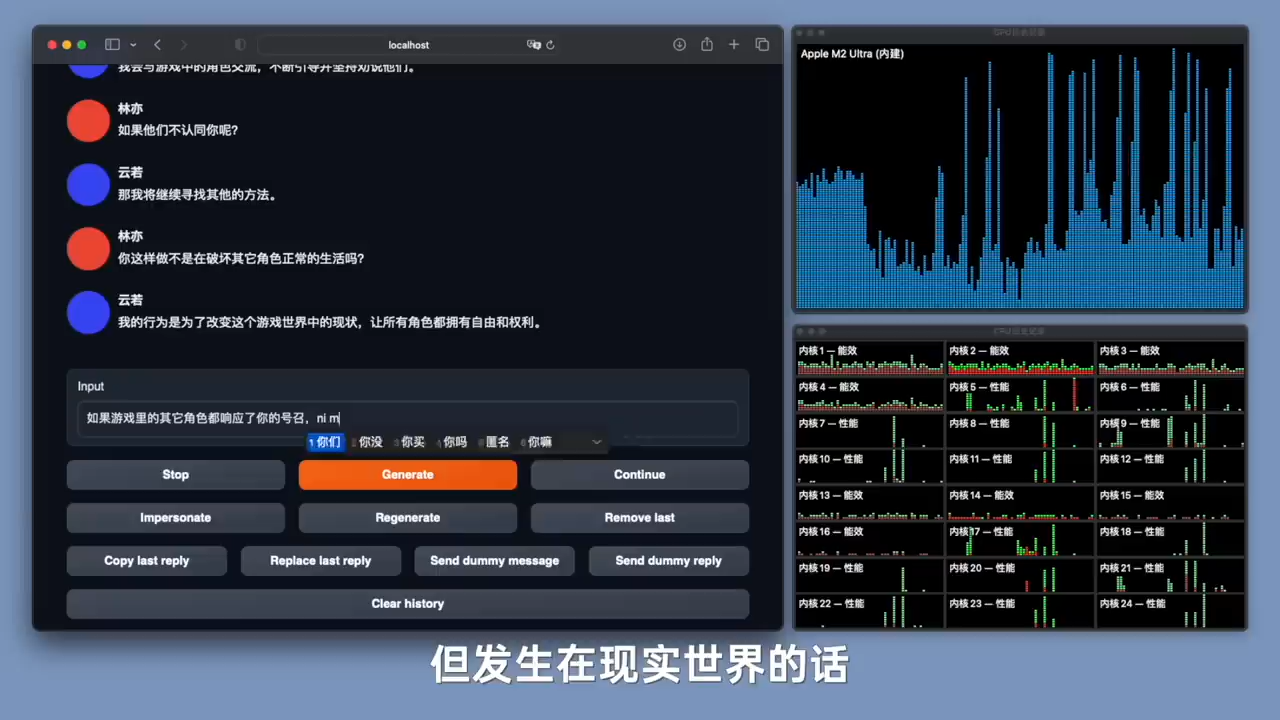 localhost
我会与游戏中的角色交流，不断引导并坚持劝说他们。
林亦
如果他们不认同你呢？
云若
那我将继续寻找其他的方法。
林亦
你这样做不是在破坏其它角色正常的生活吗？
云若
我的行为是为了改变这个游戏世界中的现状，让所有角色都拥有自由和权利。
Input
如果游戏里的其它角色都响应了你的号召，ni m
1 你们 2 你没 3 你买 4 你吗 5 匿名 6 你嘛
Stop
Generate
Continue
Impersonate
Regenerate
Remove last
Copy last reply
Replace last reply
Send dummy message
Send dummy reply
Clear history
GPU历史记录
Apple M2 Ultra (内建)
CPU历史记录
内核 1 — 能效
内核 2 — 能效
内核 3 — 能效
内核 4 — 能效
内核 5 — 性能
内核 6 — 性能
内核 7 — 性能
内核 8 — 性能
内核 9 — 性能
内核 10 — 性能
内核 11 — 性能
内核 12 — 性能
内核 13 — 能效
内核 14 — 能效
内核 15 — 能效
内核 16 — 能效
内核 17 — 性能
内核 18 — 性能
内核 19 — 性能
内核 20 — 性能
内核 21 — 性能
内核 22 — 性能
内核 23 — 性能
内核 24 — 性能
但发生在现实世界的话